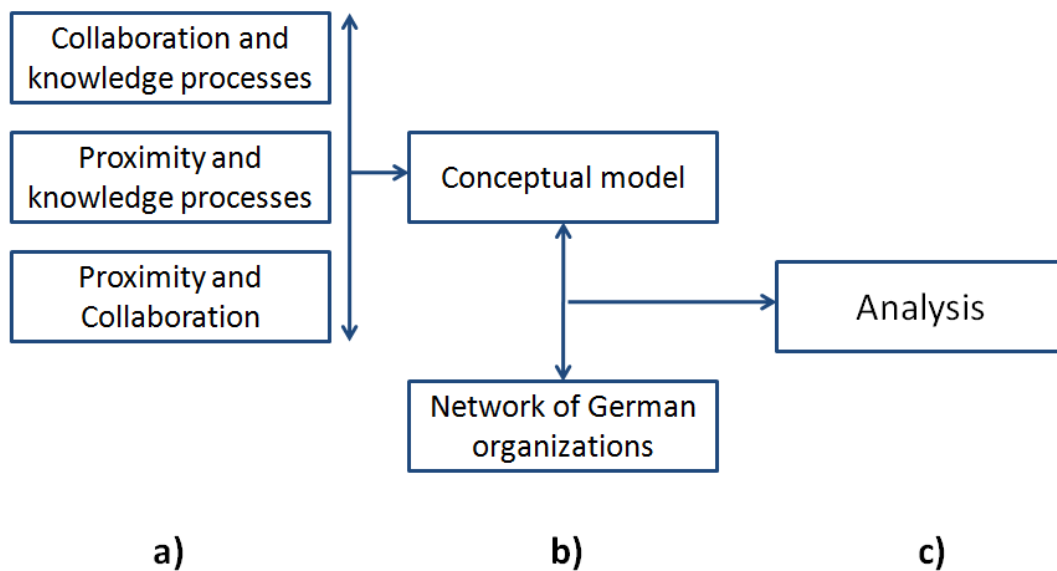 Collaboration and
knowledge processes
Proximity and
knowledge processes
Proximity and
Collaboration
Conceptual model
Network of German
organizations
Analysis
a)
b)
c)